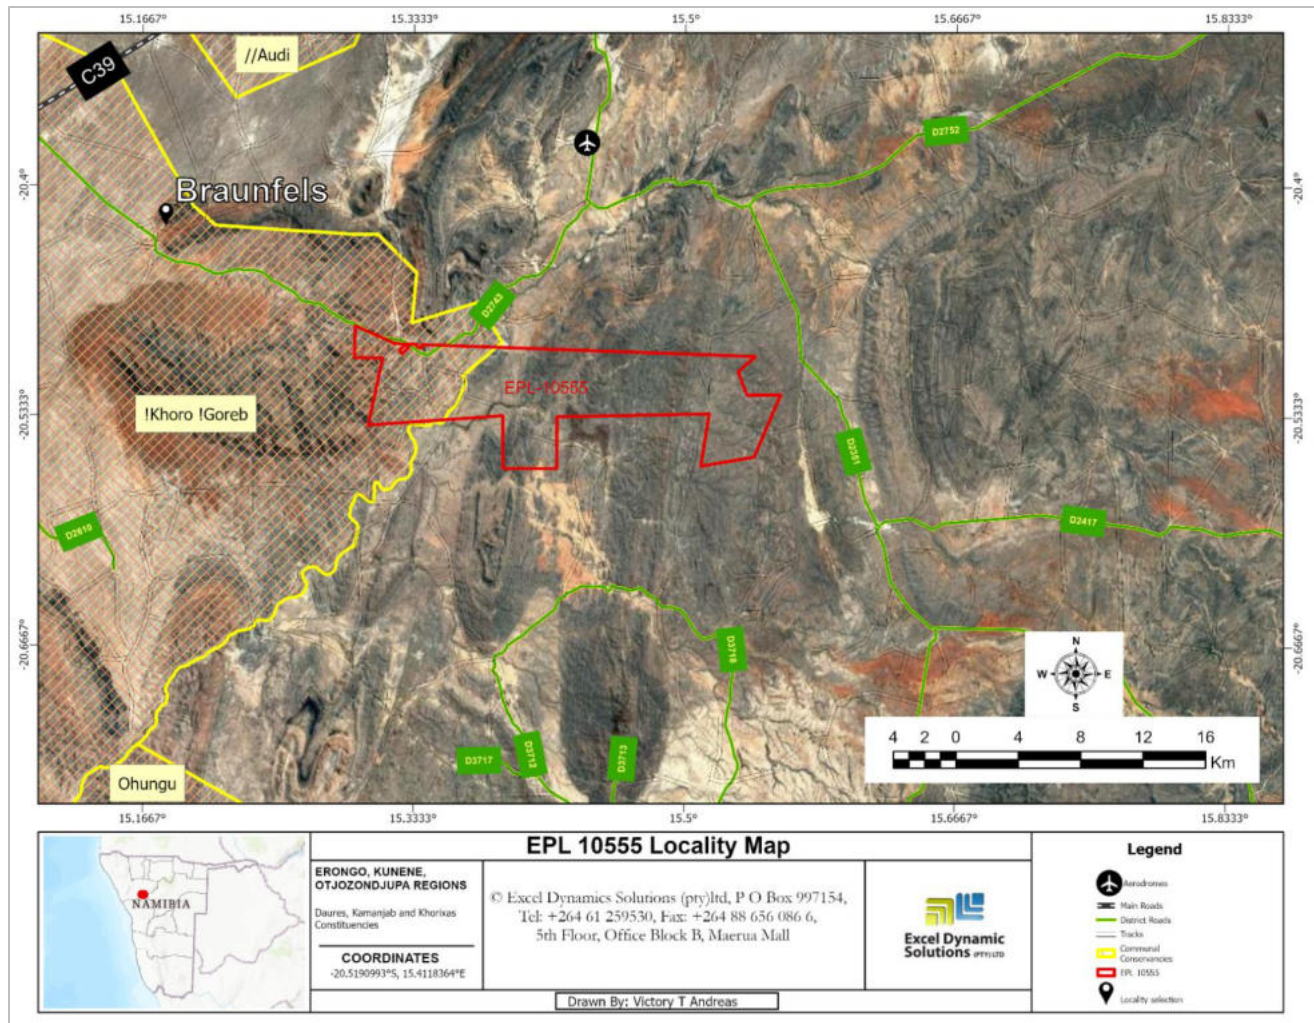 15.1667° 15.3333° 15.5° 15.6667° 15.8333°
//Audi
C39
D2752
-20.4° -20.4°
Braunfels
D2743
EPL-10555
!Khoro !Goreb
-20.5333° -20.5333°
D2351
D2610
D2417
-20.6667° -20.6667°
D3718
N
W E
S
4 2 0 4 8 12 16
Km
D3717
D3712
D3713
Ohungu
15.1667° 15.3333° 15.5° 15.6667° 15.8333°
NAMIBIA
EPL 10555 Locality Map
ERONGO, KUNENE,
OTJOZONDJUPA REGIONS
Daures, Kamanjab and Khorixas
Constituencies
COORDINATES
-20.5190993°S, 15.4118364°E
© Excel Dynamics Solutions (pty)ltd, P O Box 997154,
Tel: +264 61 259530, Fax: +264 88 656 086 6,
5th Floor, Office Block B, Maerua Mall
Drawn By: Victory T Andreas
Excel Dynamic
Solutions (PTY) LTD
Legend
Aerodromes
Main Roads
District Roads
Tracks
Communal
Conservancies
EPL 10555
Locality selection